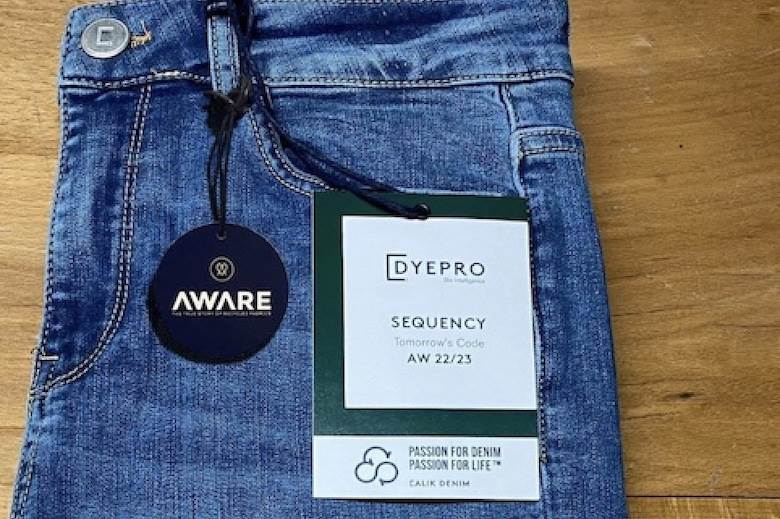 AWARE
THE TRUE STORY OF RECYCLED FABRICS
DYEPRO
SEQUENCY
Tomorrow's Code
AW 22/23
PASSION FOR DENIM
PASSION FOR LIFE™
CALIK DENIM